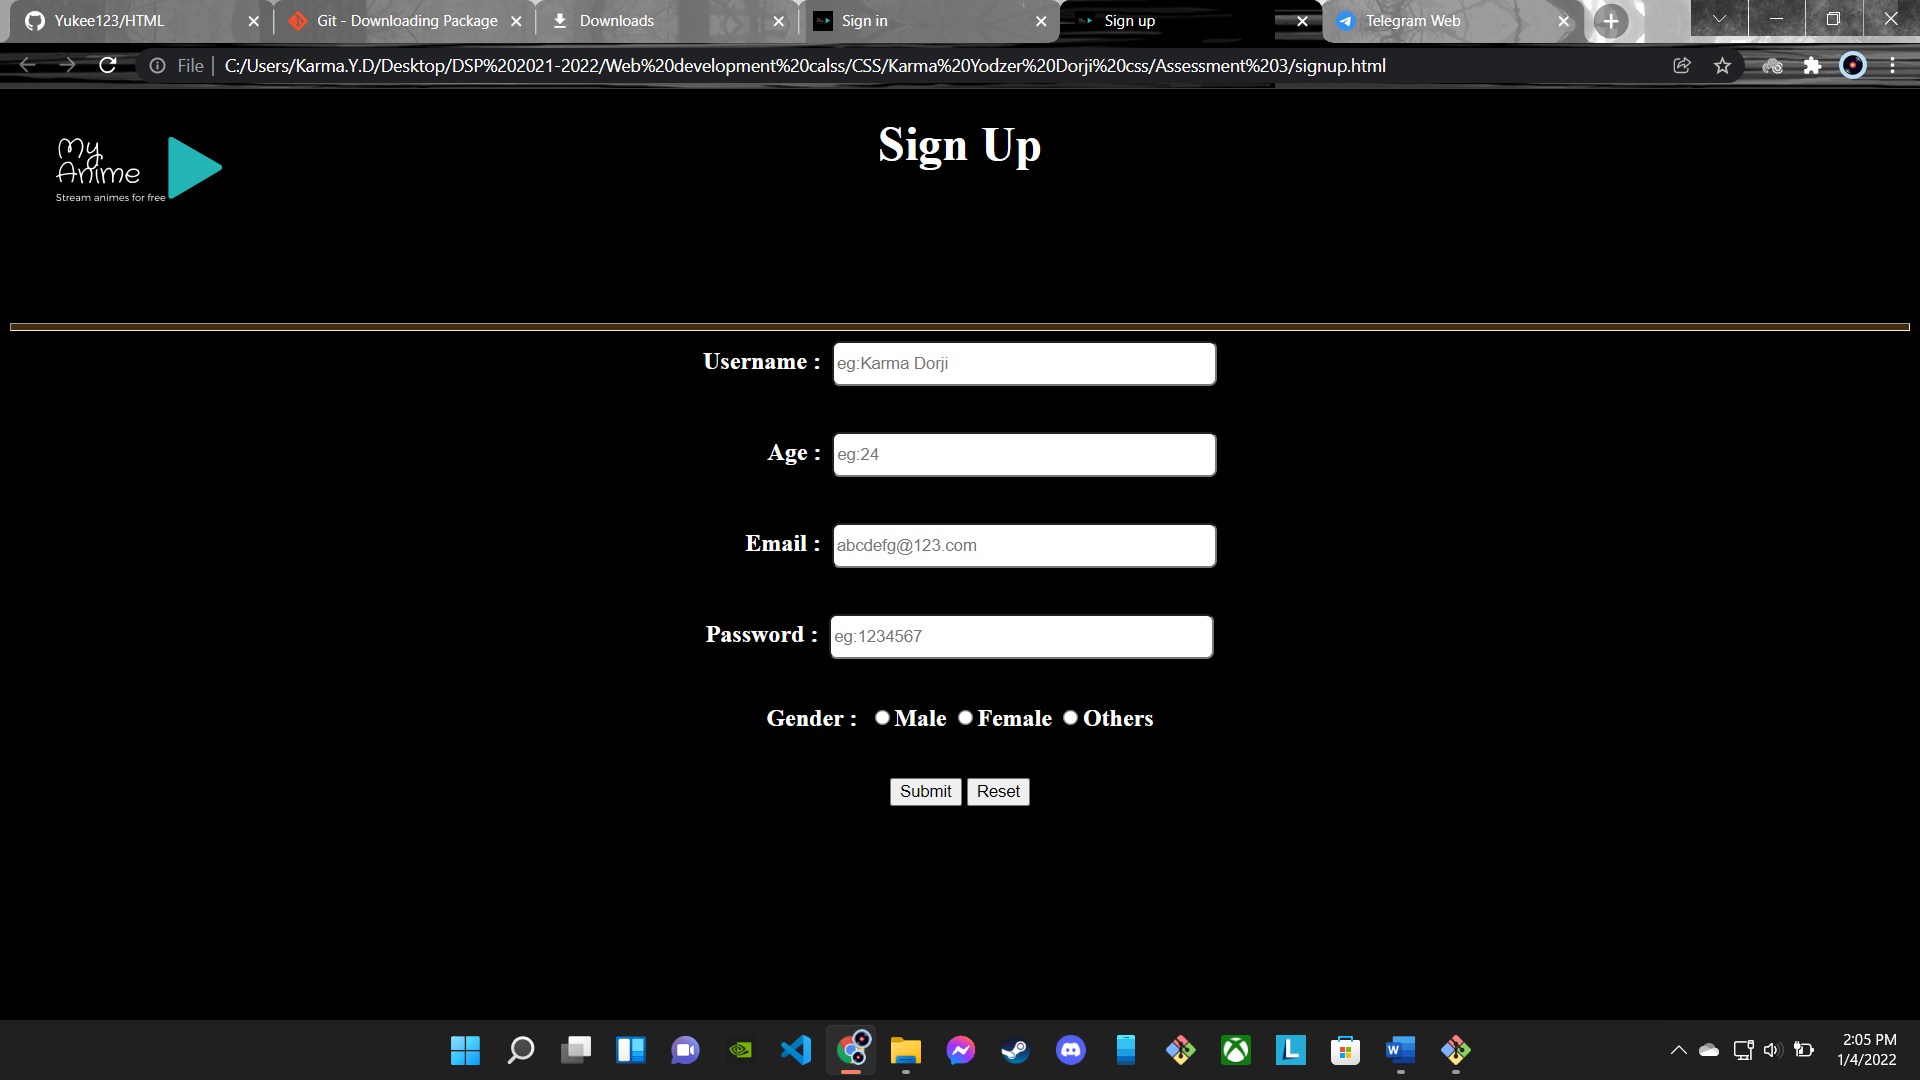 Yukee123/HTML
Git - Downloading Package
Downloads
Sign in
Sign up
Telegram Web
File
C:/Users/Karma.Y.D/Desktop/DSP%202021-2022/Web%20development%20calss/CSS/Karma%20Yodzer%20Dorji%20css/Assessment%203/signup.html
My
Anime
Stream animes for free
Sign Up
Username :
eg:Karma Dorji
Age :
eg:24
Email :
abcdefg@123.com
Password :
eg:1234567
Gender : Male Female Others
Submit Reset
2:05 PM
1/4/2022